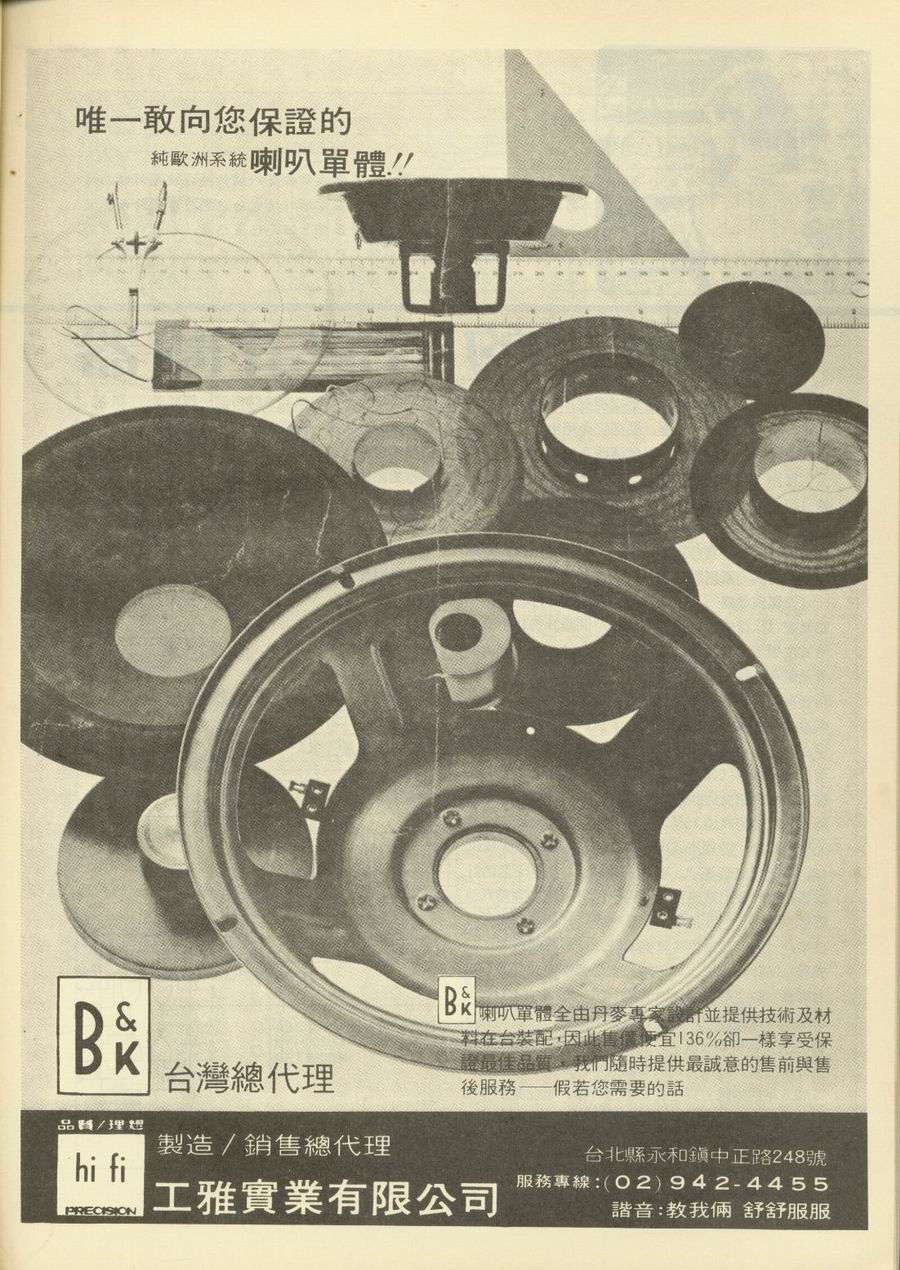 唯一敢向您保證的
純歐洲系統喇叭單體!!
B&K
台灣總代理
B&K喇叭單體全由丹麥專家設計並提供技術及材
料在台裝配,因此售價便宜136%卻一樣享受保
證最佳品質,我們隨時提供最誠意的售前與售
後服務——假若您需要的話
品質/理想
hi fi
PRECISION
製造/銷售總代理
工雅實業有限公司
台北縣永和鎮中正路248號
服務專線:(02)942-4455
諧音:教我倆 舒舒服服